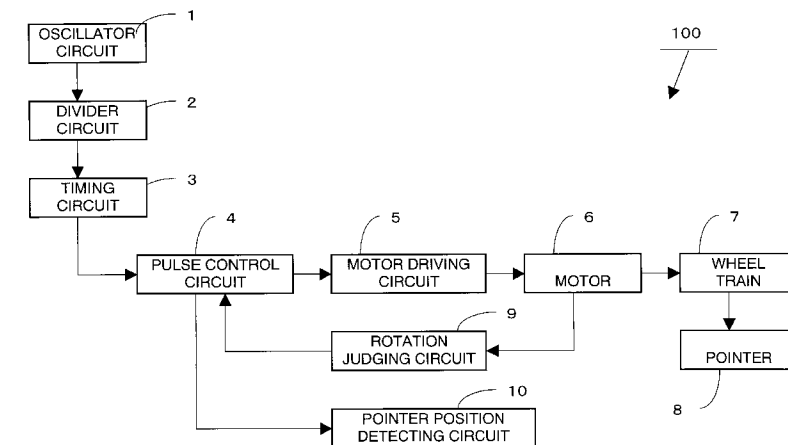 1
OSCILLATOR
CIRCUIT
100
2
DIVIDER
CIRCUIT
3
TIMING
CIRCUIT
4
5
6
7
PULSE CONTROL
CIRCUIT
MOTOR DRIVING
CIRCUIT
MOTOR
WHEEL
TRAIN
9
ROTATION
JUDGING CIRCUIT
POINTER
8
10
POINTER POSITION
DETECTING CIRCUIT